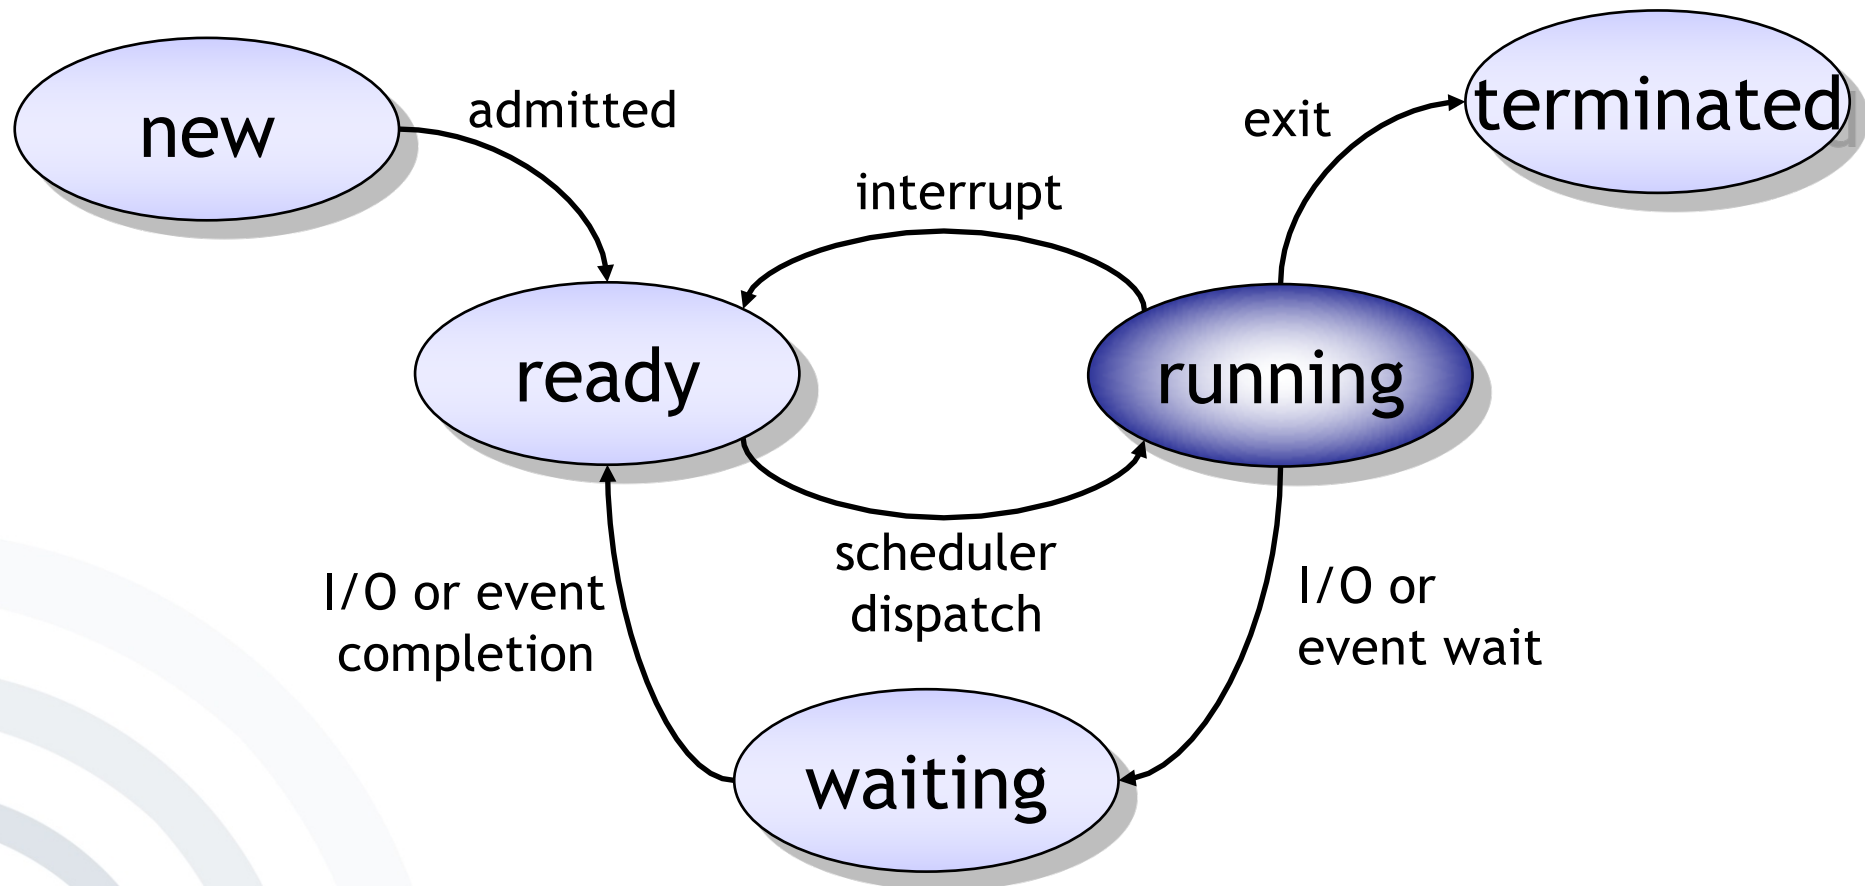 new
admitted
exit
terminated
interrupt
ready
running
scheduler
dispatch
I/O or event
completion
I/O or
event wait
waiting